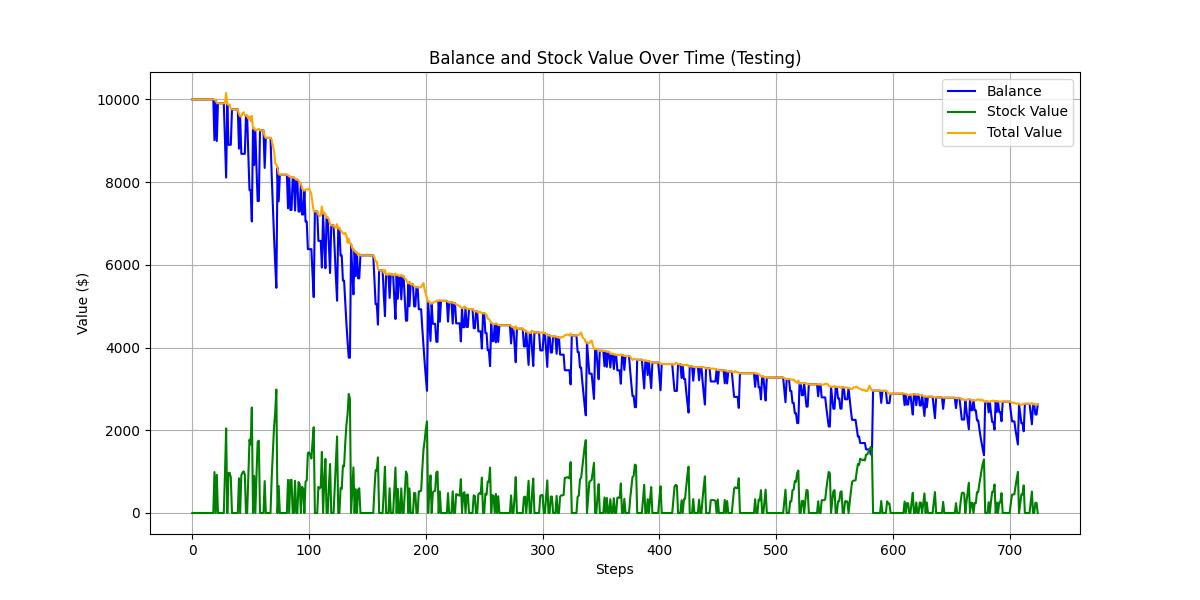 Balance and Stock Value Over Time (Testing)
Balance
Stock Value
Total Value
Value ($)
10000
8000
6000
4000
2000
0
0 100 200 300 400 500 600 700
Steps